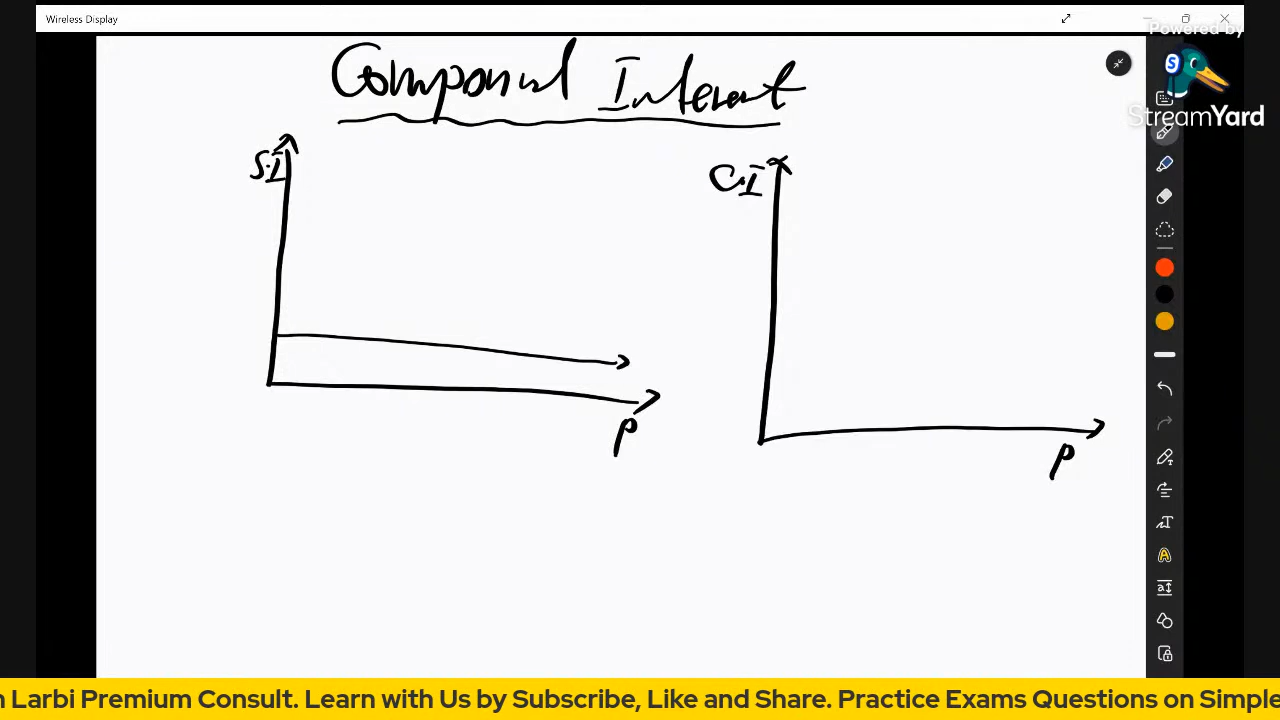 Wireless Display
Powered by
StreamYard
Compound Interest
S.I
C.I
P
P
n Larbi Premium Consult. Learn with Us by Subscribe, Like and Share. Practice Exams Questions on Simple